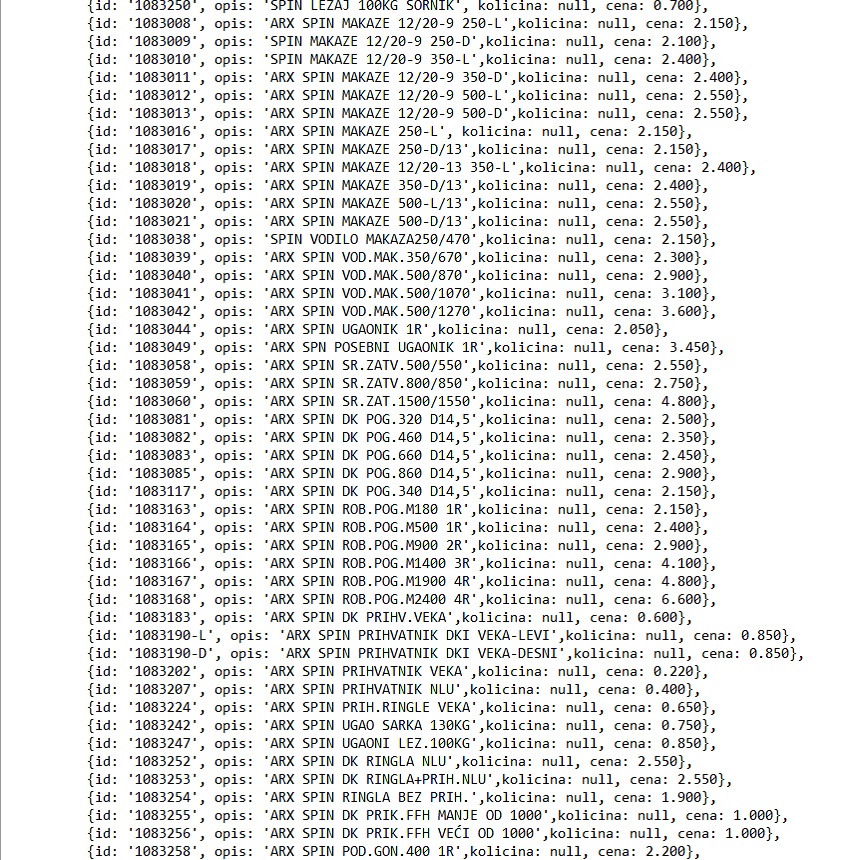 {id: '1083250', opis: 'SPIN LEZAJ 100KG SORNIK', kolicina: null, cena: 0.700},
{id: '1083008', opis: 'ARX SPIN MAKAZE 12/20-9 250-L',kolicina: null, cena: 2.150},
{id: '1083009', opis: 'SPIN MAKAZE 12/20-9 250-D',kolicina: null, cena: 2.100},
{id: '1083010', opis: 'SPIN MAKAZE 12/20-9 350-L',kolicina: null, cena: 2.400},
{id: '1083011', opis: 'ARX SPIN MAKAZE 12/20-9 350-D',kolicina: null, cena: 2.400},
{id: '1083012', opis: 'ARX SPIN MAKAZE 12/20-9 500-L',kolicina: null, cena: 2.550},
{id: '1083013', opis: 'ARX SPIN MAKAZE 12/20-9 500-D',kolicina: null, cena: 2.550},
{id: '1083016', opis: 'ARX SPIN MAKAZE 250-L', kolicina: null, cena: 2.150},
{id: '1083017', opis: 'ARX SPIN MAKAZE 250-D/13',kolicina: null, cena: 2.150},
{id: '1083018', opis: 'ARX SPIN MAKAZE 12/20-13 350-L',kolicina: null, cena: 2.400},
{id: '1083019', opis: 'ARX SPIN MAKAZE 350-D/13',kolicina: null, cena: 2.400},
{id: '1083020', opis: 'ARX SPIN MAKAZE 500-L/13',kolicina: null, cena: 2.550},
{id: '1083021', opis: 'ARX SPIN MAKAZE 500-D/13',kolicina: null, cena: 2.550},
{id: '1083038', opis: 'SPIN VODILO MAKAZA250/470',kolicina: null, cena: 2.150},
{id: '1083039', opis: 'ARX SPIN VOD.MAK.350/670',kolicina: null, cena: 2.300},
{id: '1083040', opis: 'ARX SPIN VOD.MAK.500/870',kolicina: null, cena: 2.900},
{id: '1083041', opis: 'ARX SPIN VOD.MAK.500/1070',kolicina: null, cena: 3.100},
{id: '1083042', opis: 'ARX SPIN VOD.MAK.500/1270',kolicina: null, cena: 3.600},
{id: '1083044', opis: 'ARX SPIN UGAONIK 1R',kolicina: null, cena: 2.050},
{id: '1083049', opis: 'ARX SPN POSEBNI UGAONIK 1R',kolicina: null, cena: 3.450},
{id: '1083058', opis: 'ARX SPIN SR.ZATV.500/550',kolicina: null, cena: 2.550},
{id: '1083059', opis: 'ARX SPIN SR.ZATV.800/850',kolicina: null, cena: 2.750},
{id: '1083060', opis: 'ARX SPIN SR.ZAT.1500/1550',kolicina: null, cena: 4.800},
{id: '1083081', opis: 'ARX SPIN DK POG.320 D14,5',kolicina: null, cena: 2.500},
{id: '1083082', opis: 'ARX SPIN DK POG.460 D14,5',kolicina: null, cena: 2.350},
{id: '1083083', opis: 'ARX SPIN DK POG.660 D14,5',kolicina: null, cena: 2.450},
{id: '1083085', opis: 'ARX SPIN DK POG.860 D14,5',kolicina: null, cena: 2.900},
{id: '1083117', opis: 'ARX SPIN DK POG.340 D14,5',kolicina: null, cena: 2.150},
{id: '1083163', opis: 'ARX SPIN ROB.POG.M180 1R',kolicina: null, cena: 2.150},
{id: '1083164', opis: 'ARX SPIN ROB.POG.M500 1R',kolicina: null, cena: 2.400},
{id: '1083165', opis: 'ARX SPIN ROB.POG.M900 2R',kolicina: null, cena: 2.900},
{id: '1083166', opis: 'ARX SPIN ROB.POG.M1400 3R',kolicina: null, cena: 4.100},
{id: '1083167', opis: 'ARX SPIN ROB.POG.M1900 4R',kolicina: null, cena: 4.800},
{id: '1083168', opis: 'ARX SPIN ROB.POG.M2400 4R',kolicina: null, cena: 6.600},
{id: '1083183', opis: 'ARX SPIN DK PRIHV.VEKA',kolicina: null, cena: 0.600},
{id: '1083190-L', opis: 'ARX SPIN PRIHVATNIK DKI VEKA-LEVI',kolicina: null, cena: 0.850},
{id: '1083190-D', opis: 'ARX SPIN PRIHVATNIK DKI VEKA-DESNI',kolicina: null, cena: 0.850},
{id: '1083202', opis: 'ARX SPIN PRIHVATNIK VEKA',kolicina: null, cena: 0.220},
{id: '1083207', opis: 'ARX SPIN PRIHVATNIK NLU',kolicina: null, cena: 0.400},
{id: '1083224', opis: 'ARX SPIN PRIH.RINGLE VEKA',kolicina: null, cena: 0.650},
{id: '1083242', opis: 'ARX SPIN UGAO SARKA 130KG',kolicina: null, cena: 0.750},
{id: '1083247', opis: 'ARX SPIN UGAONI LEZ.100KG',kolicina: null, cena: 0.850},
{id: '1083252', opis: 'ARX SPIN DK RINGLA NLU',kolicina: null, cena: 2.550},
{id: '1083253', opis: 'ARX SPIN DK RINGLA+PRIH.NLU',kolicina: null, cena: 2.550},
{id: '1083254', opis: 'ARX SPIN RINGLA BEZ PRIH.',kolicina: null, cena: 1.900},
{id: '1083255', opis: 'ARX SPIN DK PRIK.FFH MANJE OD 1000',kolicina: null, cena: 1.000},
{id: '1083256', opis: 'ARX SPIN DK PRIK.FFH VEĆI OD 1000',kolicina: null, cena: 1.000},
{id: '1083258', opis: 'ARX SPIN POD.GON.400 1R',kolicina: null, cena: 2.200},